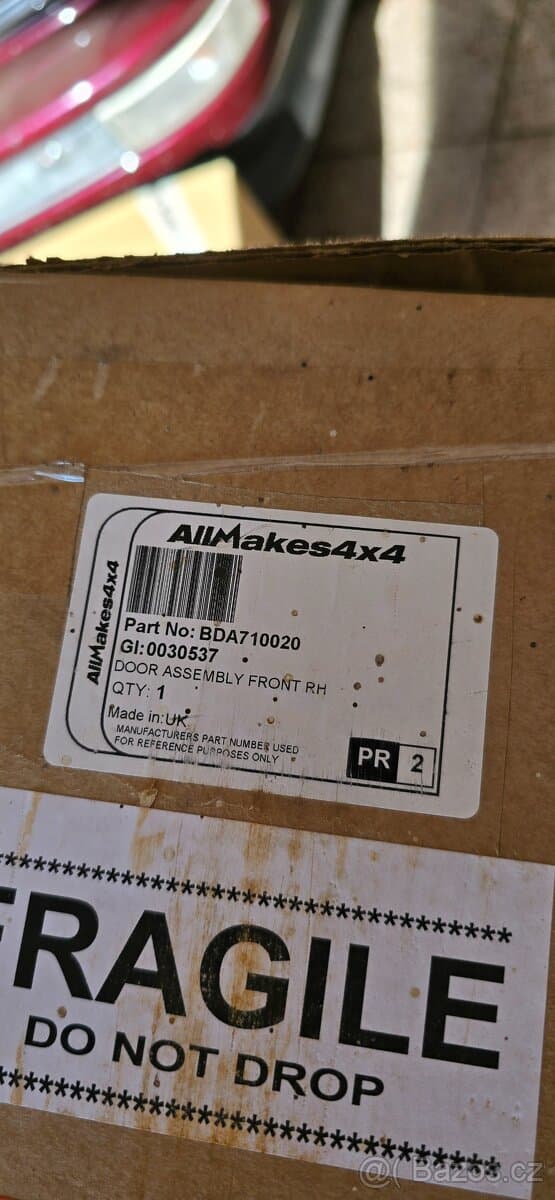 AllMakes4x4
AllMakes4x4
Part No: BDA710020
GI:0030537
DOOR ASSEMBLY FRONT RH
QTY: 1
Made in: UK
MANUFACTURERS PART NUMBER USED
FOR REFERENCE PURPOSES ONLY
PR 2
************************************
FRAGILE
DO NOT DROP
************************************
Bazos.cz